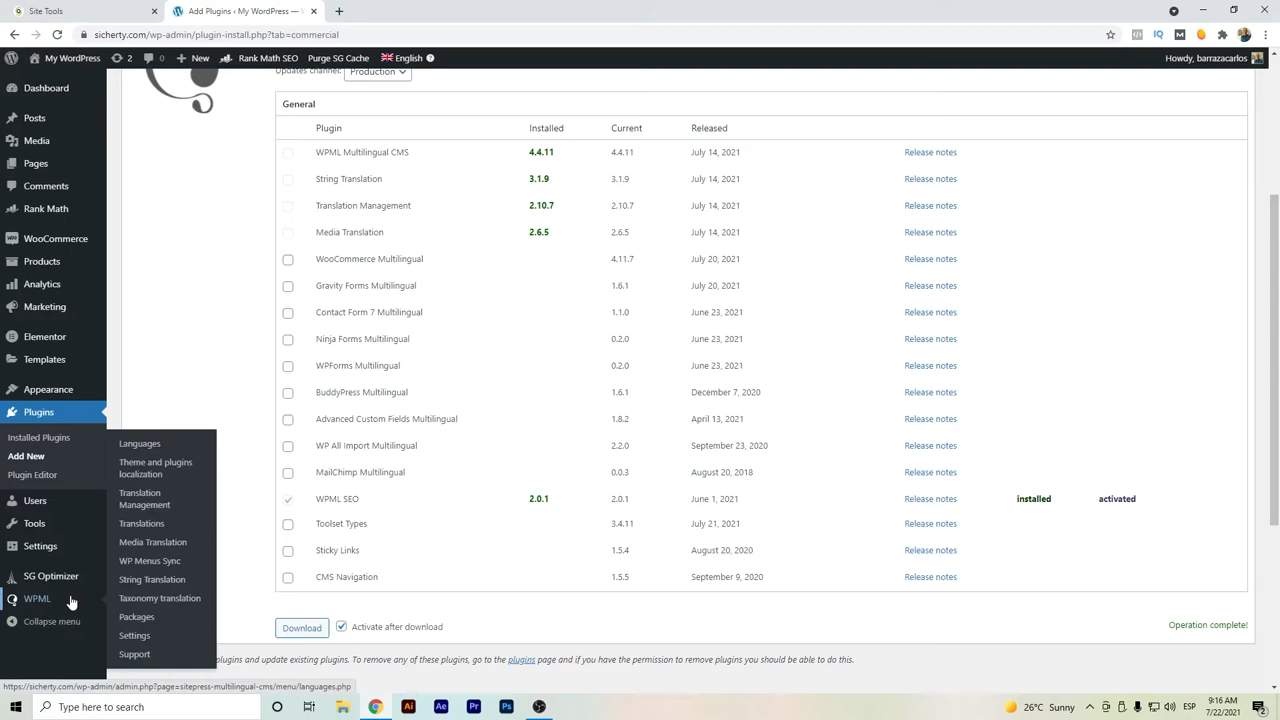 Site Tools
Add Plugins ‹ My WordPress —
sicherty.com/wp-admin/plugin-install.php?tab=commercial
My WordPress
2
0
New
Rank Math SEO
Purge SG Cache
English
Howdy, barrazacarlos
Dashboard
Posts
Media
Pages
Comments
Rank Math
WooCommerce
Products
Analytics
Marketing
Elementor
Templates
Appearance
Plugins
Installed Plugins
Add New
Plugin Editor
Users
Tools
Settings
SG Optimizer
WPML
Collapse menu
Languages
Theme and plugins
localization
Translation
Management
Translations
Media Translation
WP Menus Sync
String Translation
Taxonomy translation
Packages
Settings
Support
Updates channel: Production
General
Plugin Installed Current Released
WPML Multilingual CMS 4.4.11 4.4.11 July 14, 2021 Release notes
String Translation 3.1.9 3.1.9 July 14, 2021 Release notes
Translation Management 2.10.7 2.10.7 July 14, 2021 Release notes
Media Translation 2.6.5 2.6.5 July 14, 2021 Release notes
WooCommerce Multilingual 4.11.7 July 20, 2021 Release notes
Gravity Forms Multilingual 1.6.1 July 20, 2021 Release notes
Contact Form 7 Multilingual 1.1.0 June 23, 2021 Release notes
Ninja Forms Multilingual 0.2.0 June 23, 2021 Release notes
WPForms Multilingual 0.2.0 June 23, 2021 Release notes
BuddyPress Multilingual 1.6.1 December 7, 2020 Release notes
Advanced Custom Fields Multilingual 1.8.2 April 13, 2021 Release notes
WP All Import Multilingual 2.2.0 September 23, 2020 Release notes
MailChimp Multilingual 0.0.3 August 20, 2018 Release notes
WPML SEO 2.0.1 2.0.1 June 1, 2021 Release notes installed activated
Toolset Types 3.4.11 July 21, 2021 Release notes
Sticky Links 1.5.4 August 20, 2020 Release notes
CMS Navigation 1.5.5 September 9, 2020 Release notes
Download Activate after download Operation complete!
plugins and update existing plugins. To remove any of these plugins, go to the plugins page and if you have the permission to remove plugins you should be able to do this.
https://sicherty.com/wp-admin/admin.php?page=sitepress-multilingual-cms/menu/languages.php
Type here to search
Ai
Ae
Pr
Ps
26°C Sunny
ESP
9:16 AM
7/22/2021
2